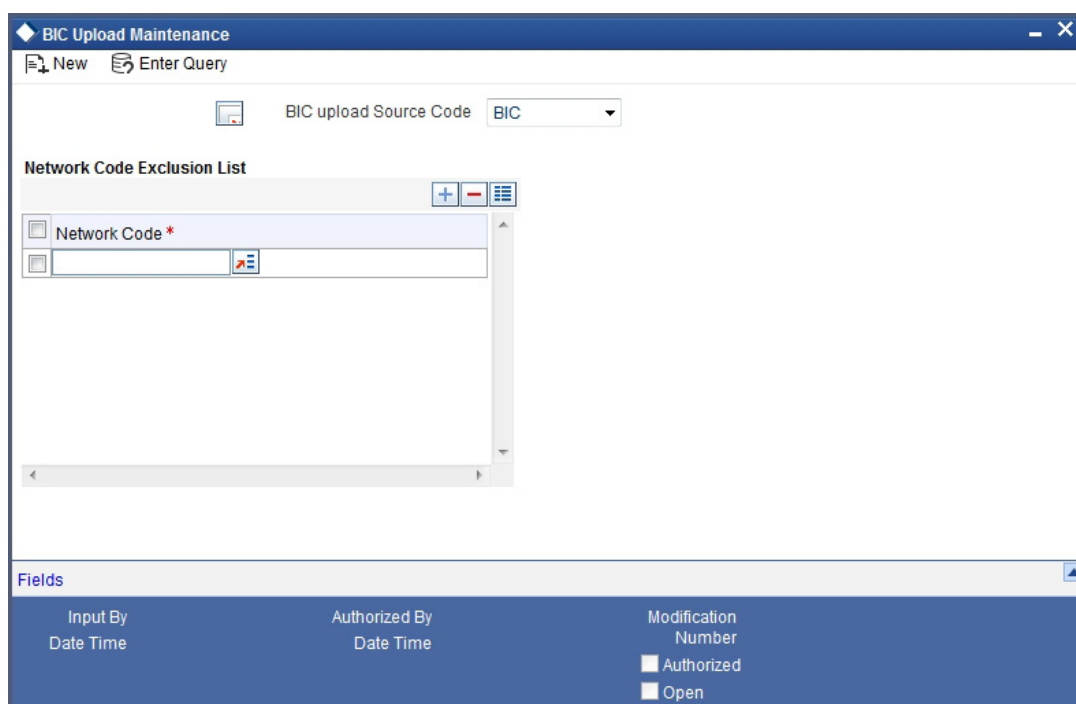 BIC Upload Maintenance
New Enter Query
BIC upload Source Code BIC
Network Code Exclusion List
Network Code *
Fields
Input By Authorized By Modification
Number
Date Time Date Time
Authorized
Open